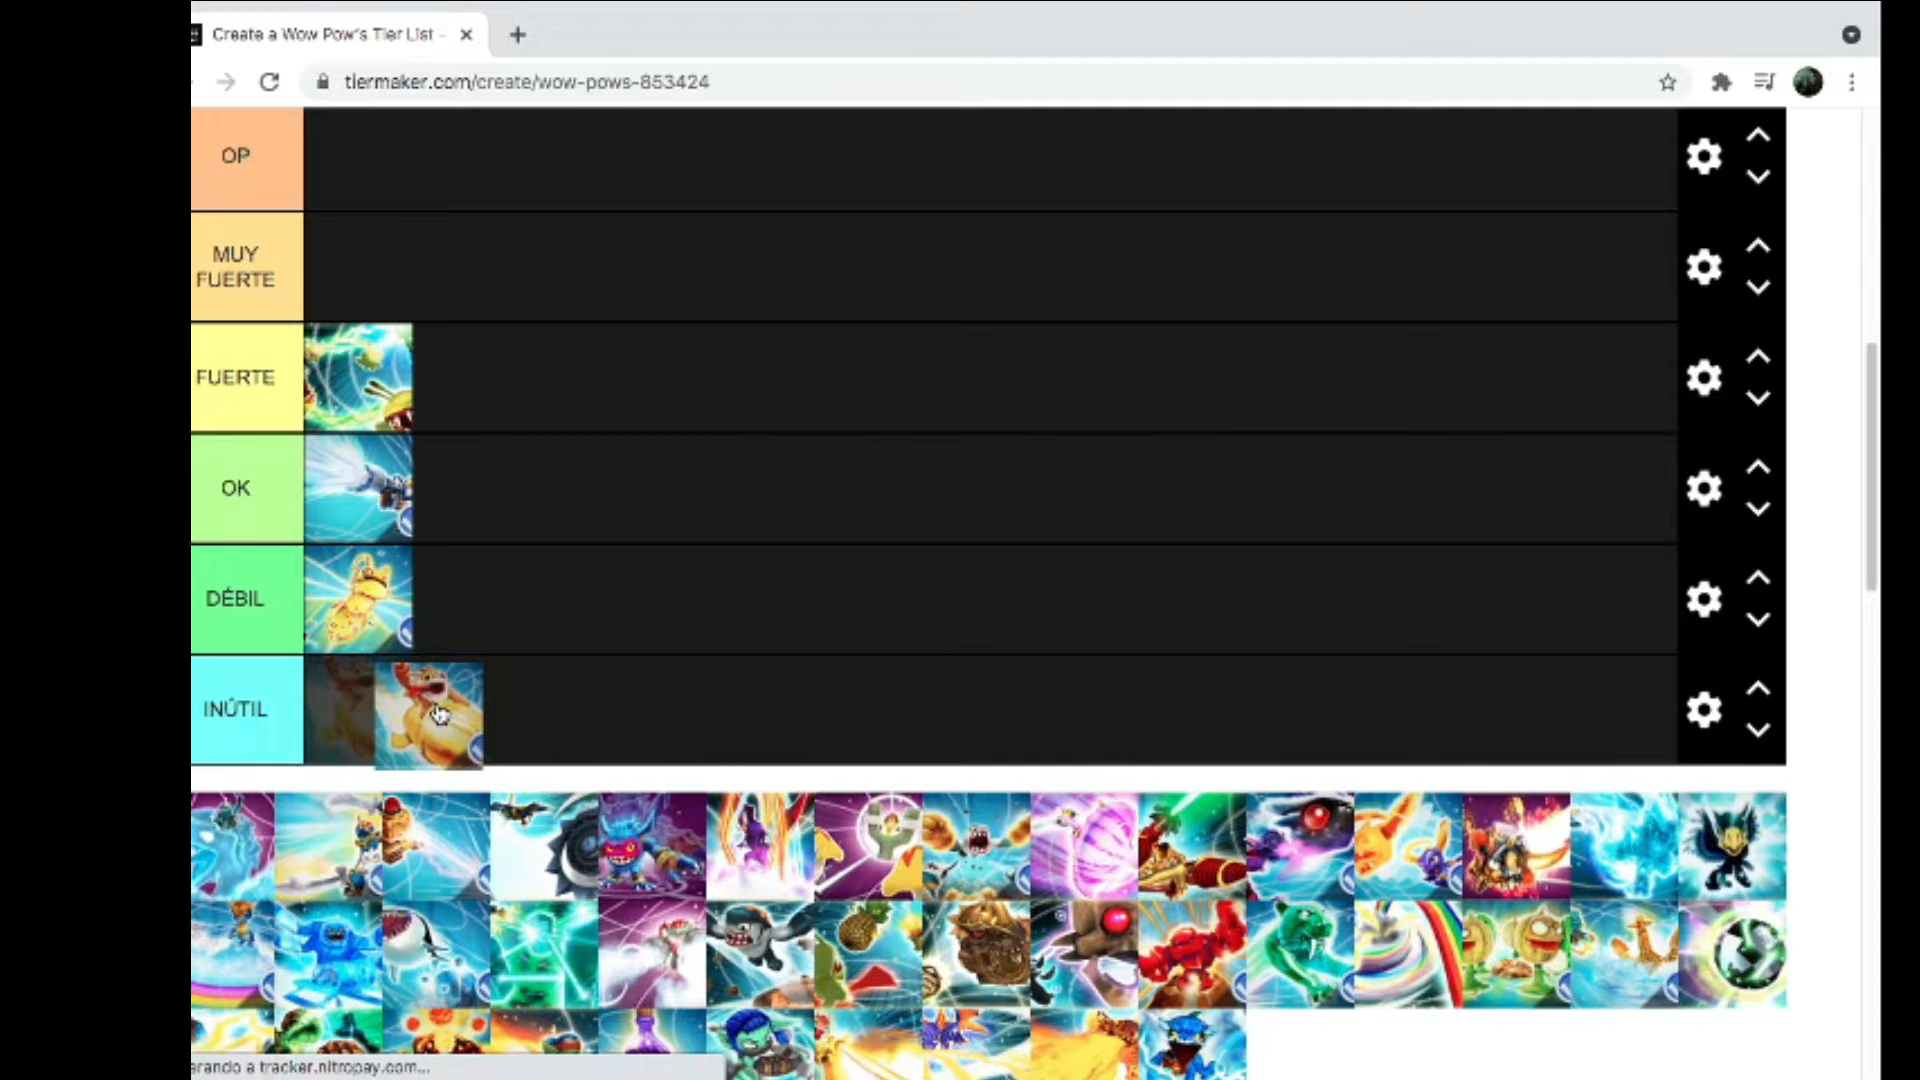 Create a Wow Pow's Tier List -
tiermaker.com/create/wow-pows-853424
OP
MUY
FUERTE
FUERTE
OK
DÉBIL
INÚTIL
arando a tracker.nitropay.com...